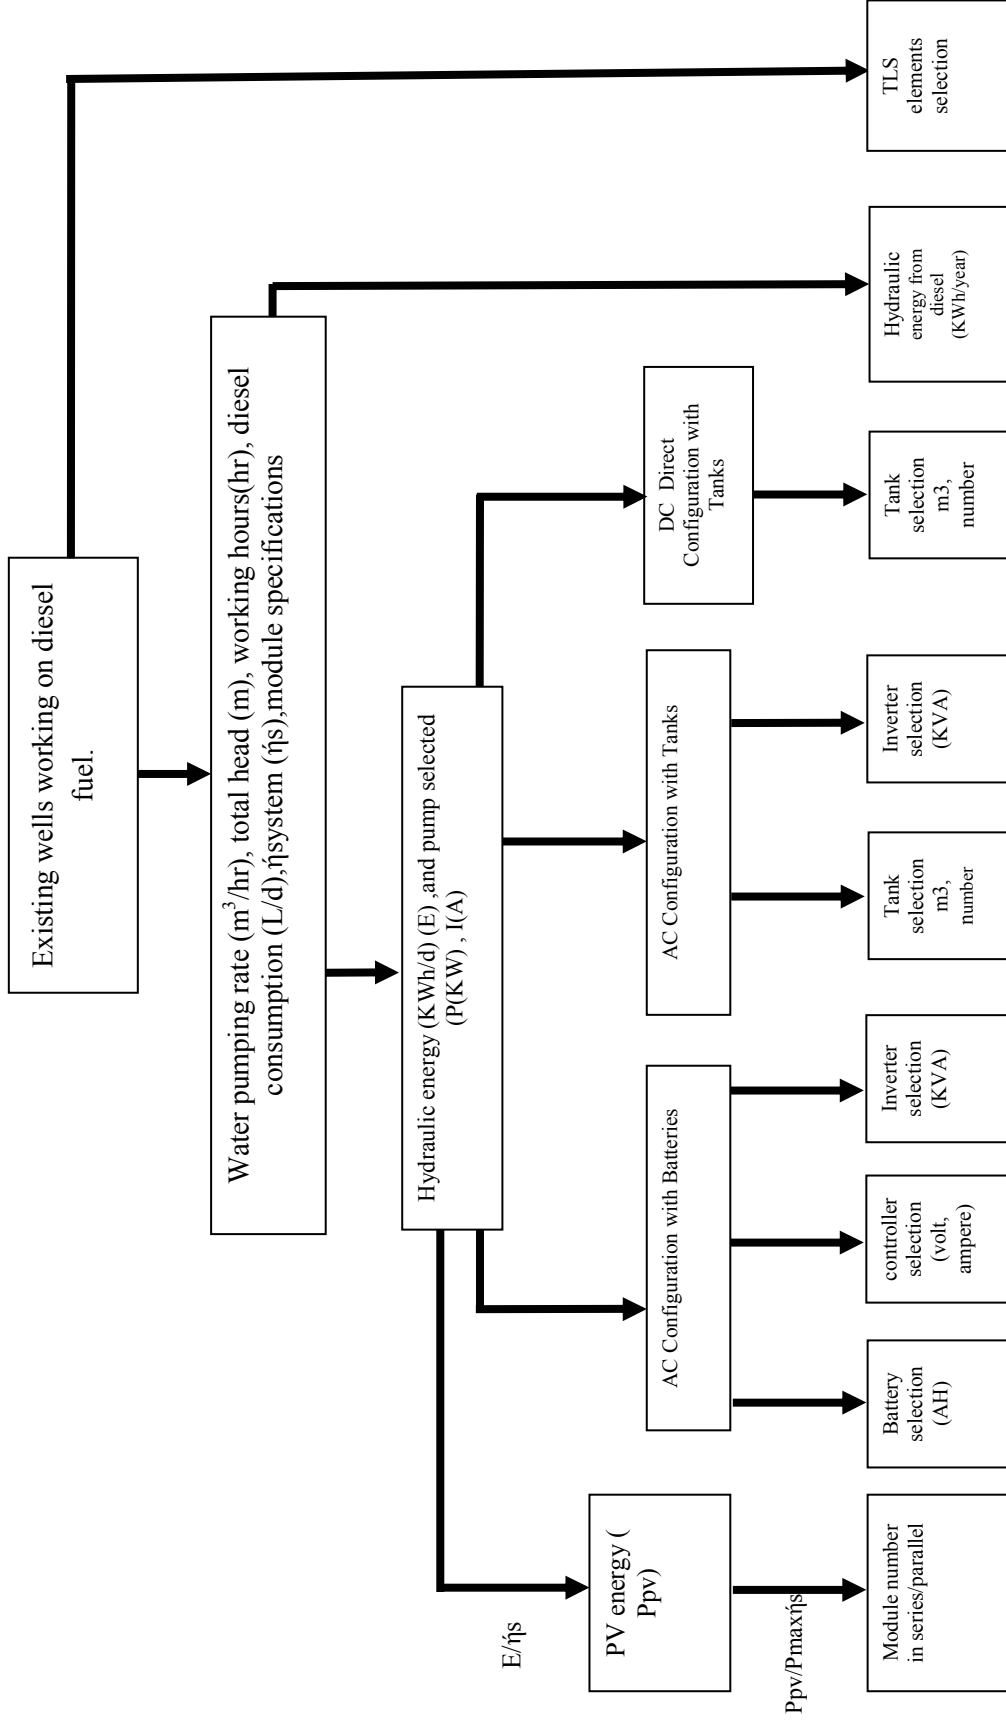 Existing wells working on diesel
fuel.
Water pumping rate (m³/hr), total head (m), working hours(hr), diesel
consumption (L/d),ήsystem (ήs),module specifications
Hydraulic energy (KWh/d) (E) ,and pump selected
(P(KW) , I(A)
E/ήs
PV energy (
Ppv)
AC Configuration with Batteries
AC Configuration with Tanks
DC Direct
Configuration with
Tanks
Ppv/Pmaxήs
Module number
in series/parallel
Battery
selection
(AH)
controller
selection
(volt,
ampere)
Inverter
selection
(KVA)
Tank
selection
m3,
number
Inverter
selection
(KVA)
Tank
selection
m3,
number
Hydraulic
energy from
diesel
(KWh/year)
TLS
elements
selection